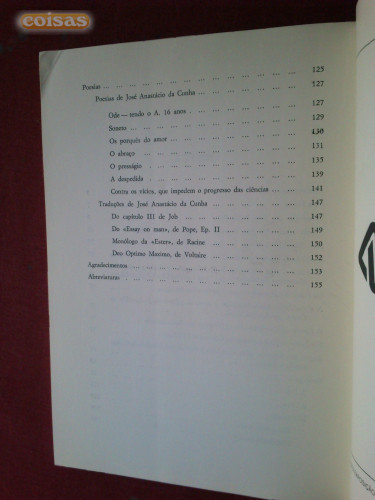 coisas
Poesias ... ... ... ... ... ... ... ... ... ... ... 125
Poesias de José Anastácio da Cunha ... ... ... ... ... 127
Ode — tendo o A. 16 anos ... ... ... ... ... ... 127
Soneto ... ... ... ... ... ... ... ... ... ... 129
Os porquês do amor ... ... ... ... ... ... ... 130
O abraço ... ... ... ... ... ... ... ... ... 131
O presságio ... ... ... ... ... ... ... ... ... 135
A despedida ... ... ... ... ... ... ... ... ... 139
Contra os vícios, que impedem o progresso das ciências ... 141
Traduções de José Anastácio da Cunha ... ... ... ... 147
Do capítulo III de Job ... ... ... ... ... ... ... 147
Do «Essay on man», de Pope, Ep. II ... ... ... ... 149
Monólogo da «Ester», de Racine ... ... ... ... ... 150
Deo Optimo Maximo, de Voltaire ... ... ... ... ... 152
Agradecimentos ... ... ... ... ... ... ... ... ... ... 153
Abreviaturas ... ... ... ... ... ... ... ... ... ... 155